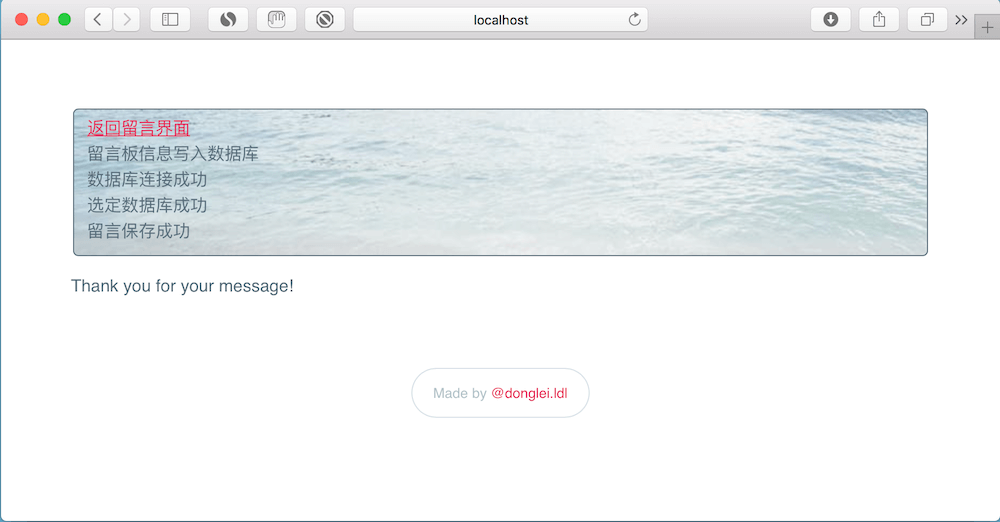 localhost
返回留言界面
留言板信息写入数据库
数据库连接成功
选定数据库成功
留言保存成功
Thank you for your message!
Made by @donglei.ldl